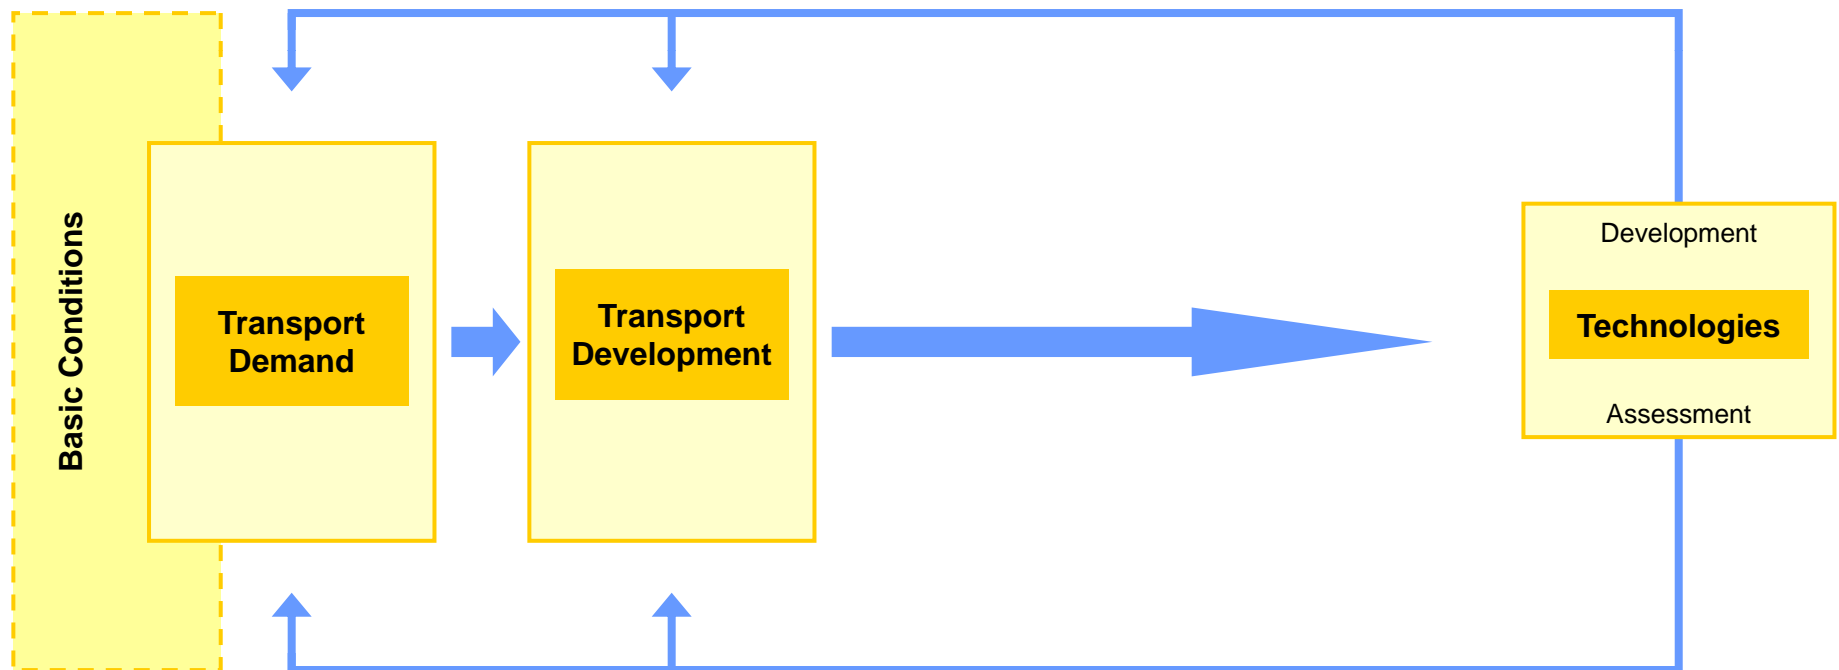 Basic Conditions
Transport
Demand
Transport
Development
Development
Technologies
Assessment